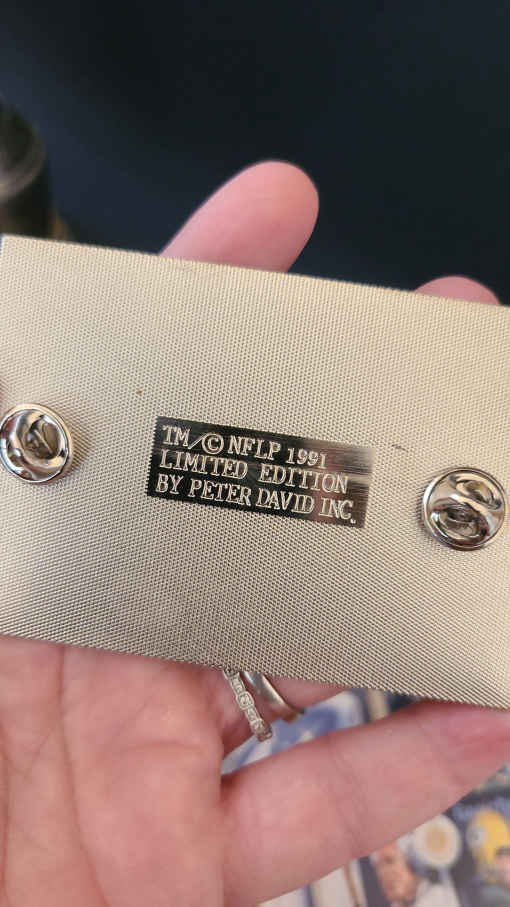 TM/© NFLP 1991
LIMITED EDITION
BY PETER DAVID INC.